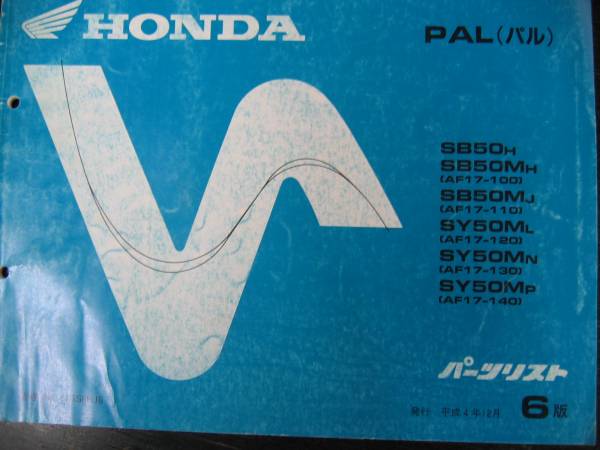 HONDA
PAL(パル)
SB50H
SB50MH
(AF17-100)
SB50MJ
(AF17-110)
SY50ML
(AF17-120)
SY50MN
(AF17-130)
SY50MP
(AF17-140)
パーツリスト
発行 平成4年12月 6版